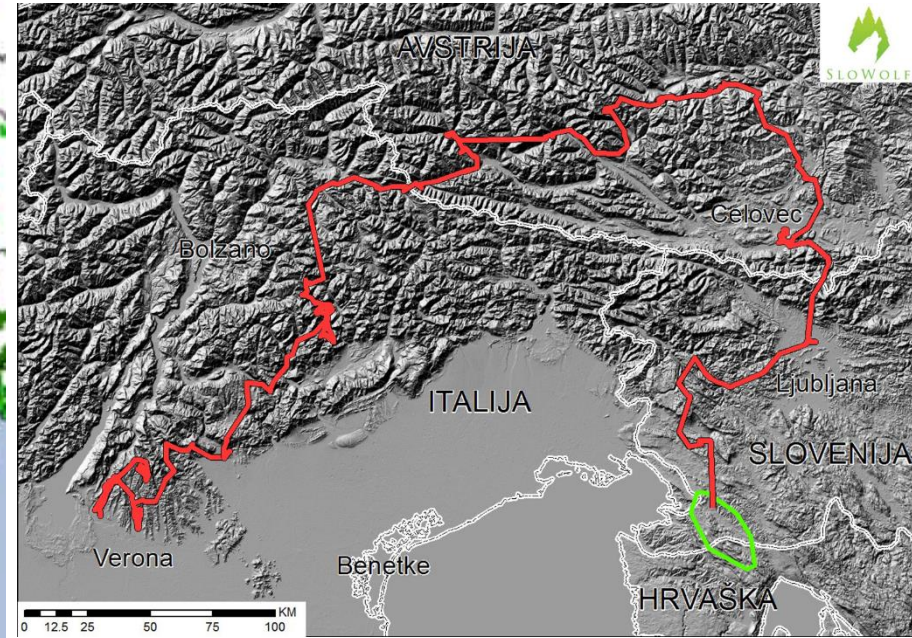 AVSTRIJA
SLOWOLF
Bolzano
Celovec
ITALIJA
Ljubljana
SLOVENIJA
Verona
Benetke
HRVAŠKA
KM
0 12.5 25 50 75 100